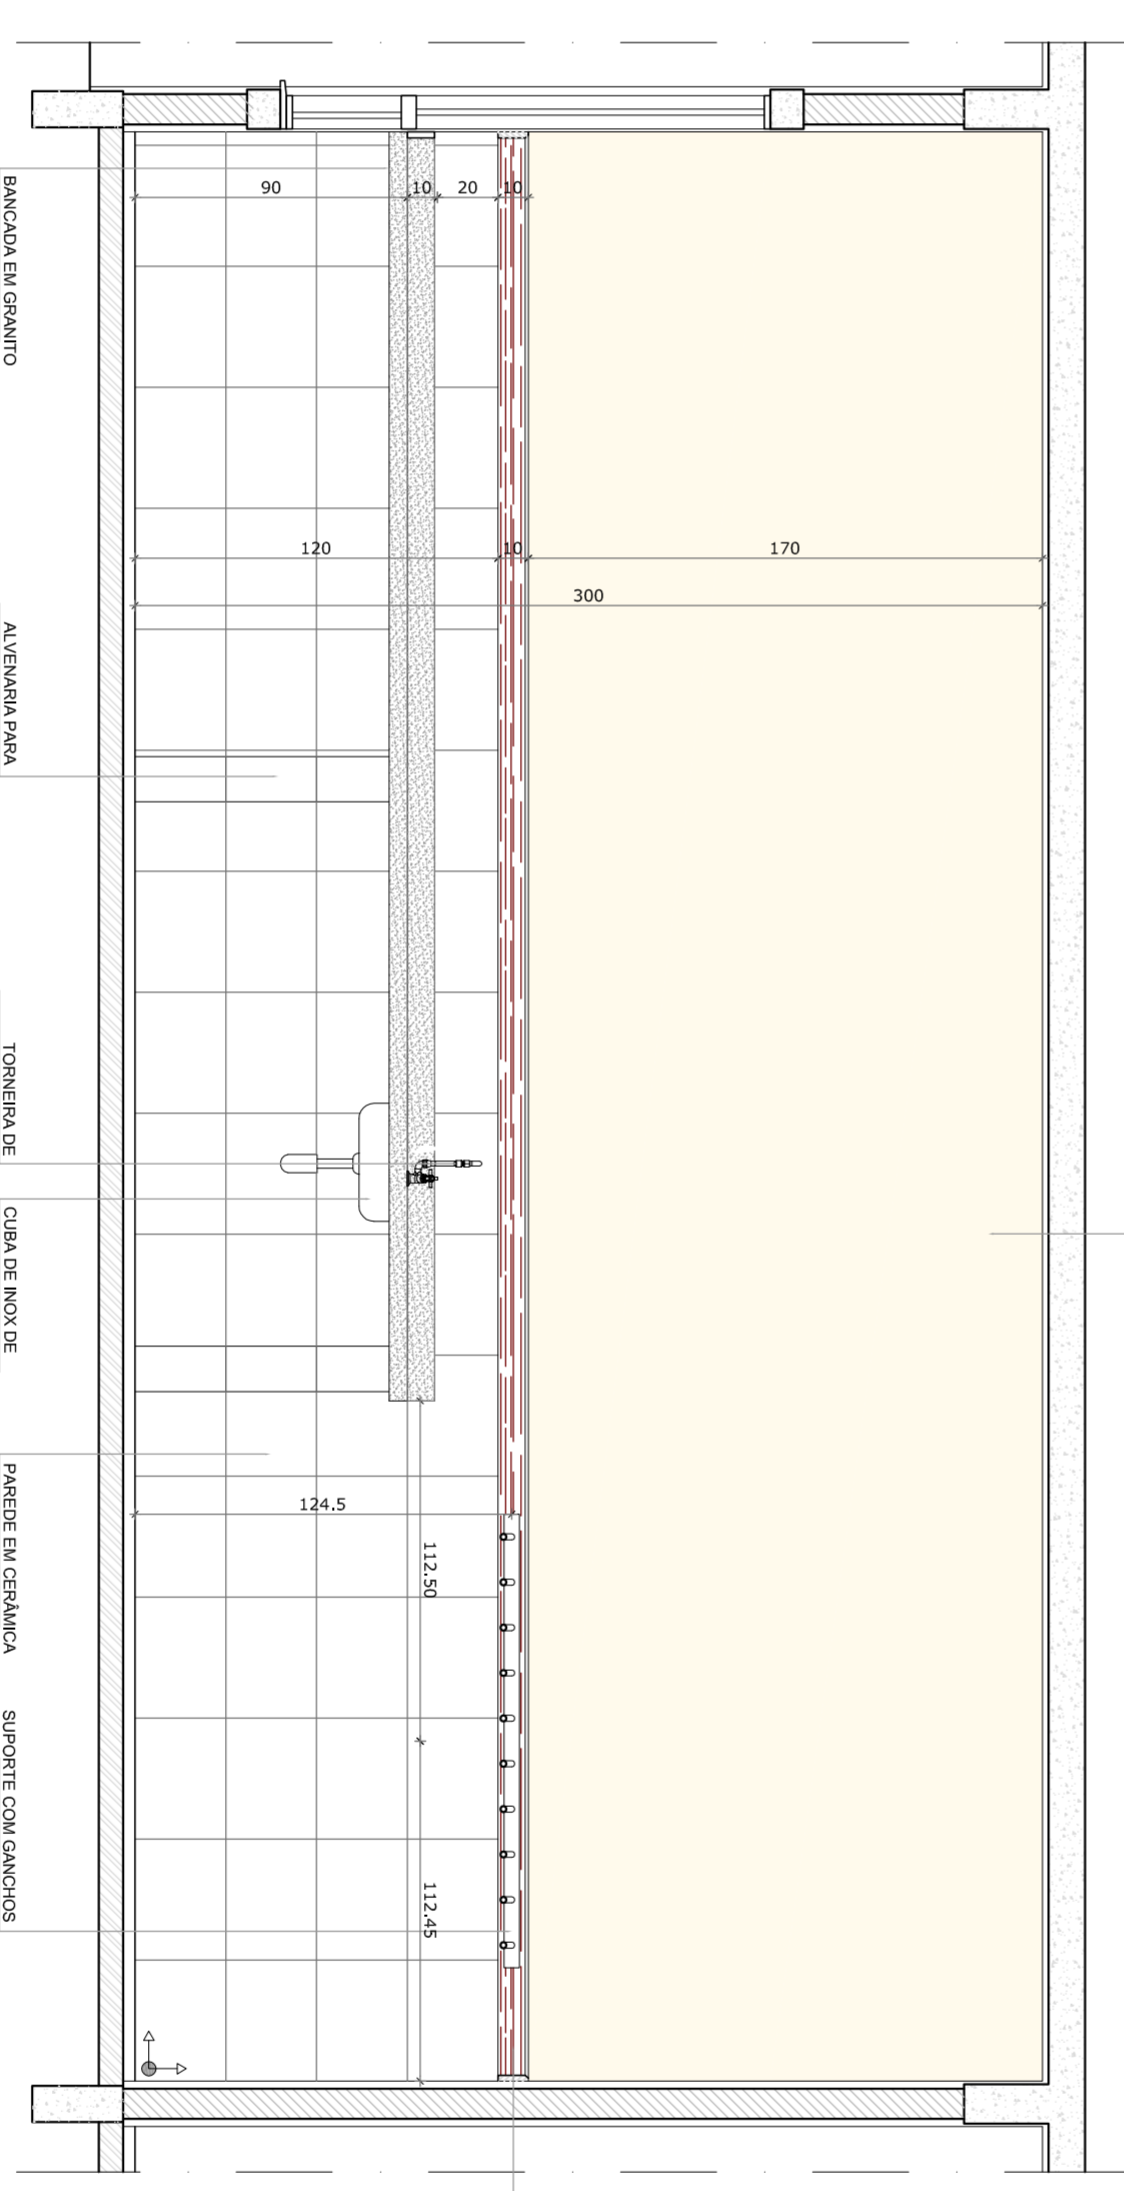 90
10
20
10
120
10
170
300
124.5
112.50
112.45
BANCADA EM GRANITO
ALVENARIA PARA
TORNEIRA DE
CUBA DE INOX DE
PAREDE EM CERÂMICA
SUPORTE COM GANCHOS